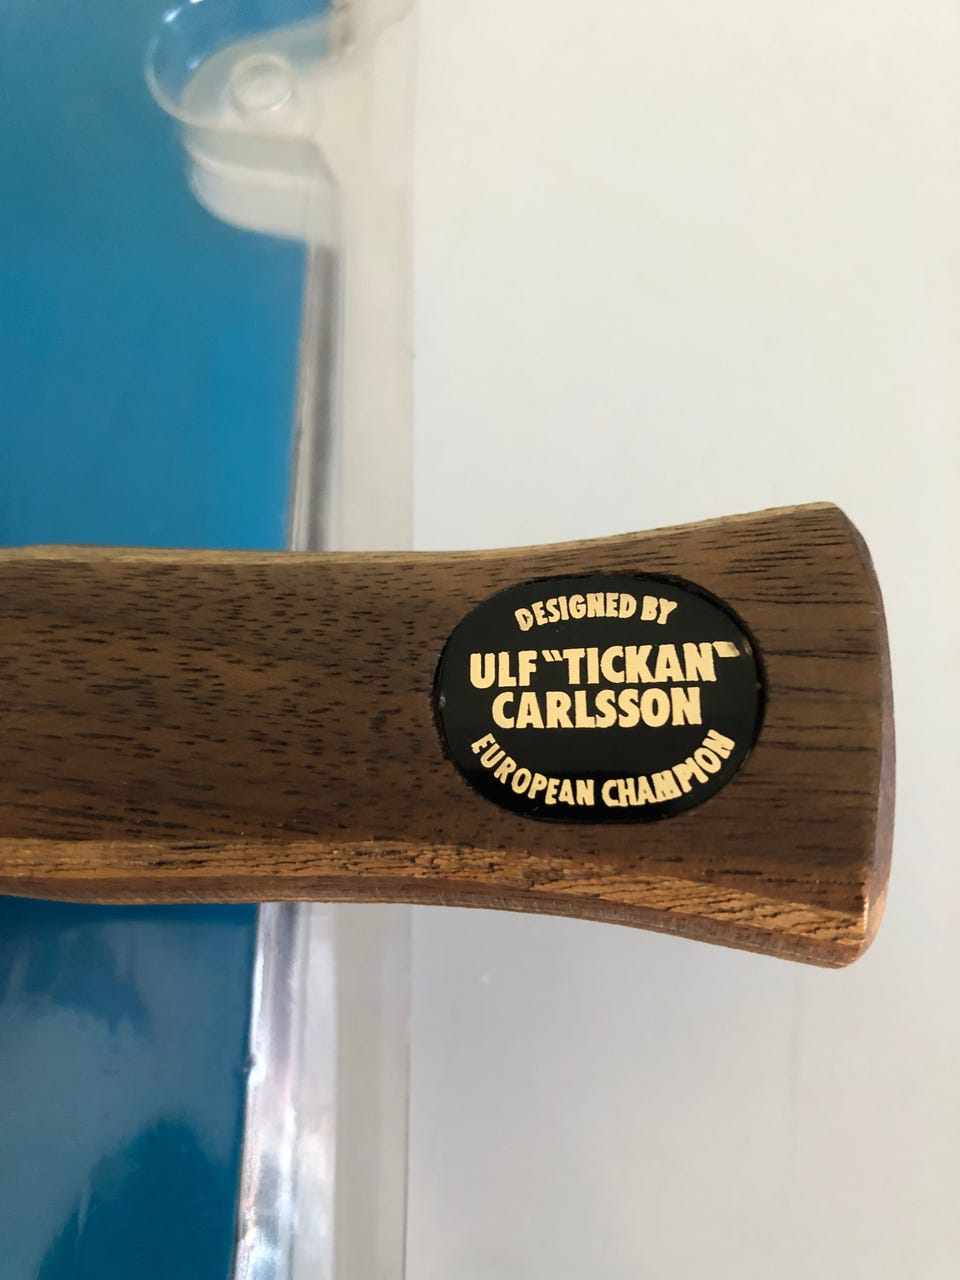 DESIGNED BY
ULF "TICKAN"
CARLSSON
EUROPEAN CHAMPION